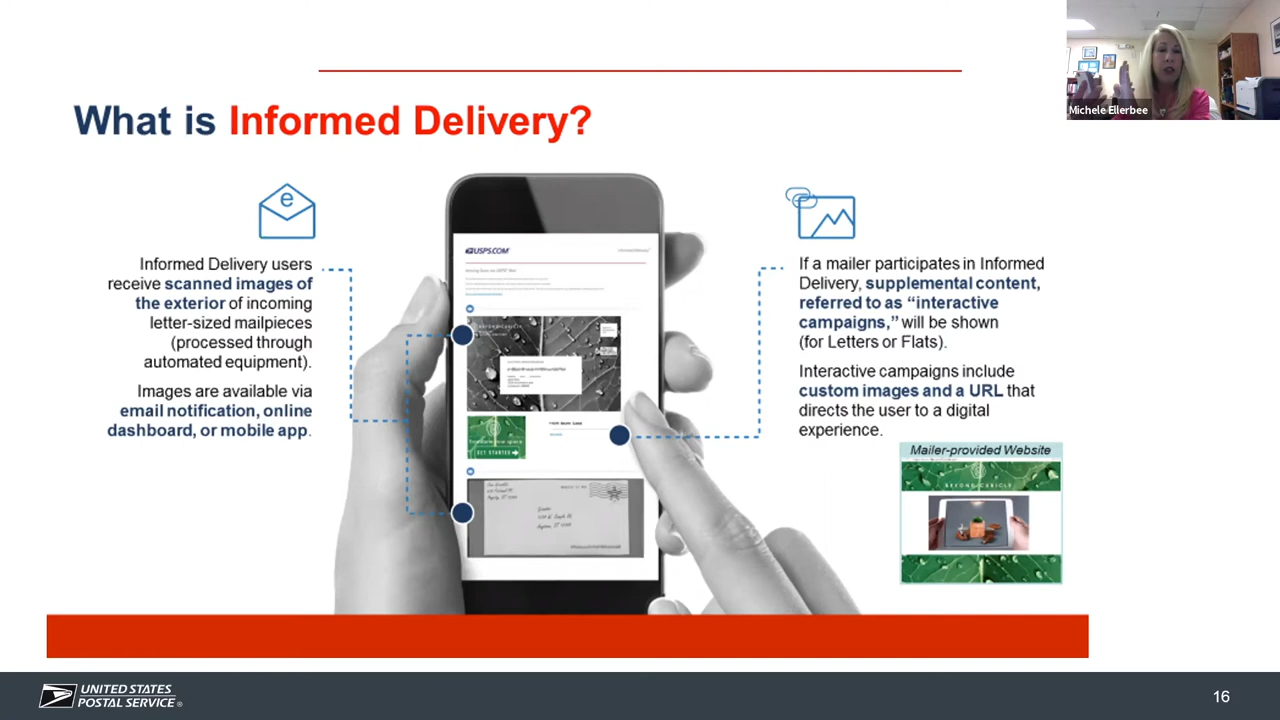 Michele Ellerbee
What is Informed Delivery?
e
Informed Delivery users
receive scanned images of
the exterior of incoming
letter-sized mailpieces
(processed through
automated equipment).
Images are available via
email notification, online
dashboard, or mobile app.
USPS.COM
GET STARTED
If a mailer participates in Informed
Delivery, supplemental content,
referred to as “interactive
campaigns,” will be shown
(for Letters or Flats).
Interactive campaigns include
custom images and a URL that
directs the user to a digital
experience.
Mailer-provided Website
UNITED STATES
POSTAL SERVICE®
16